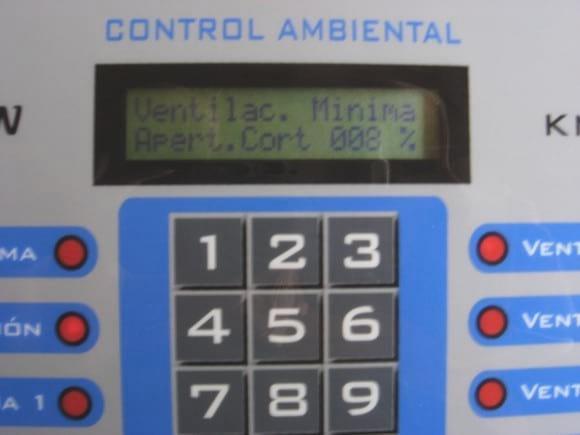 CONTROL AMBIENTAL
Ventilac. Minima
Apert.Cort 008 %
1 2 3
VENT
4 5 6
VENT
7 8 9
1
VENT